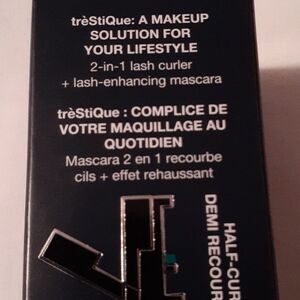 trèStiQue: A MAKEUP
SOLUTION FOR
YOUR LIFESTYLE
2-in-1 lash curler
+ lash-enhancing mascara
trèStiQue : COMPLICE DE
VOTRE MAQUILLAGE AU
QUOTIDIEN
Mascara 2 en 1 recourbe
cils + effet rehaussant
HALF-CUR
DEMI RECOUR